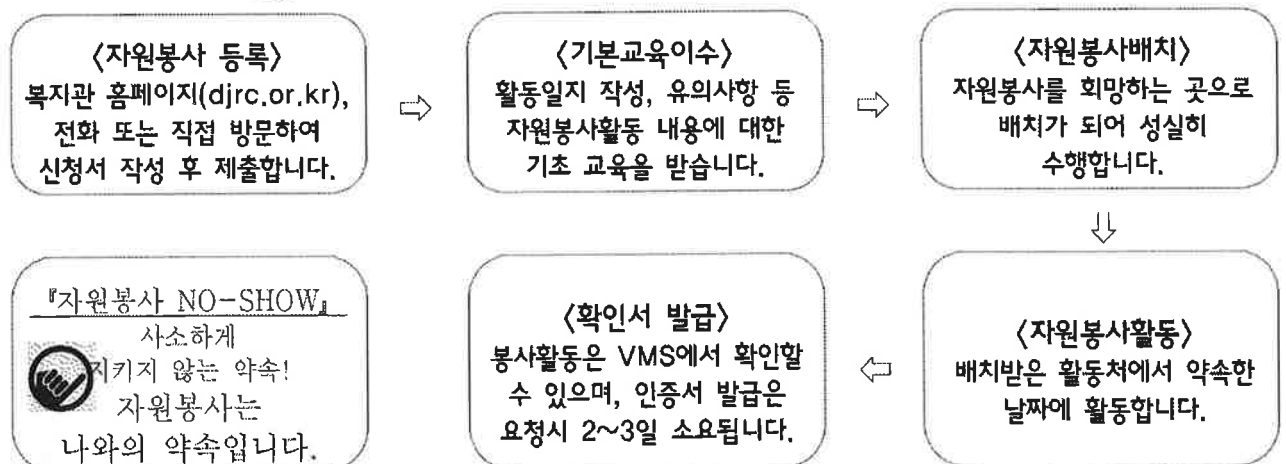 〈자원봉사 등록〉
복지관 홈페이지(djrc.or.kr),
전화 또는 직접 방문하여
신청서 작성 후 제출합니다.
⇨
〈기본교육이수〉
활동일지 작성, 유의사항 등
자원봉사활동 내용에 대한
기초 교육을 받습니다.
⇨
〈자원봉사배치〉
자원봉사를 희망하는 곳으로
배치가 되어 성실히
수행합니다.
⇩
〈자원봉사활동〉
배치받은 활동처에서 약속한
날짜에 활동합니다.
⇦
〈확인서 발급〉
봉사활동은 VMS에서 확인할
수 있으며, 인증서 발급은
요청시 2~3일 소요됩니다.
『자원봉사 NO-SHOW』
사소하게
지키지 않는 약속!
자원봉사는
나와의 약속입니다.